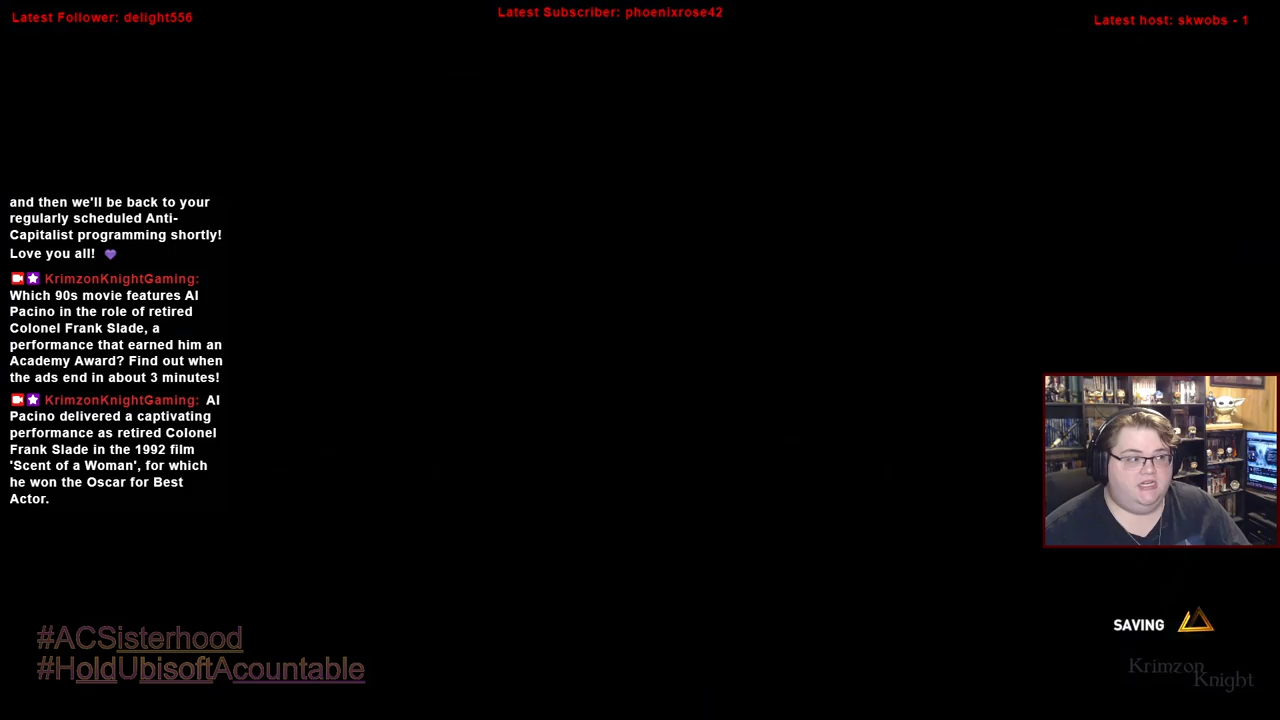 Latest Follower: delight556
Latest Subscriber: phoenixrose42
Latest host: skwobs - 1
and then we'll be back to your
regularly scheduled Anti-
Capitalist programming shortly!
Love you all!
KrimzonKnightGaming:
Which 90s movie features Al
Pacino in the role of retired
Colonel Frank Slade, a
performance that earned him an
Academy Award? Find out when
the ads end in about 3 minutes!
KrimzonKnightGaming: Al
Pacino delivered a captivating
performance as retired Colonel
Frank Slade in the 1992 film
'Scent of a Woman', for which
he won the Oscar for Best
Actor.
#ACSisterhood
#HoldUbisoftAcountable
SAVING
Krimzon
Knight